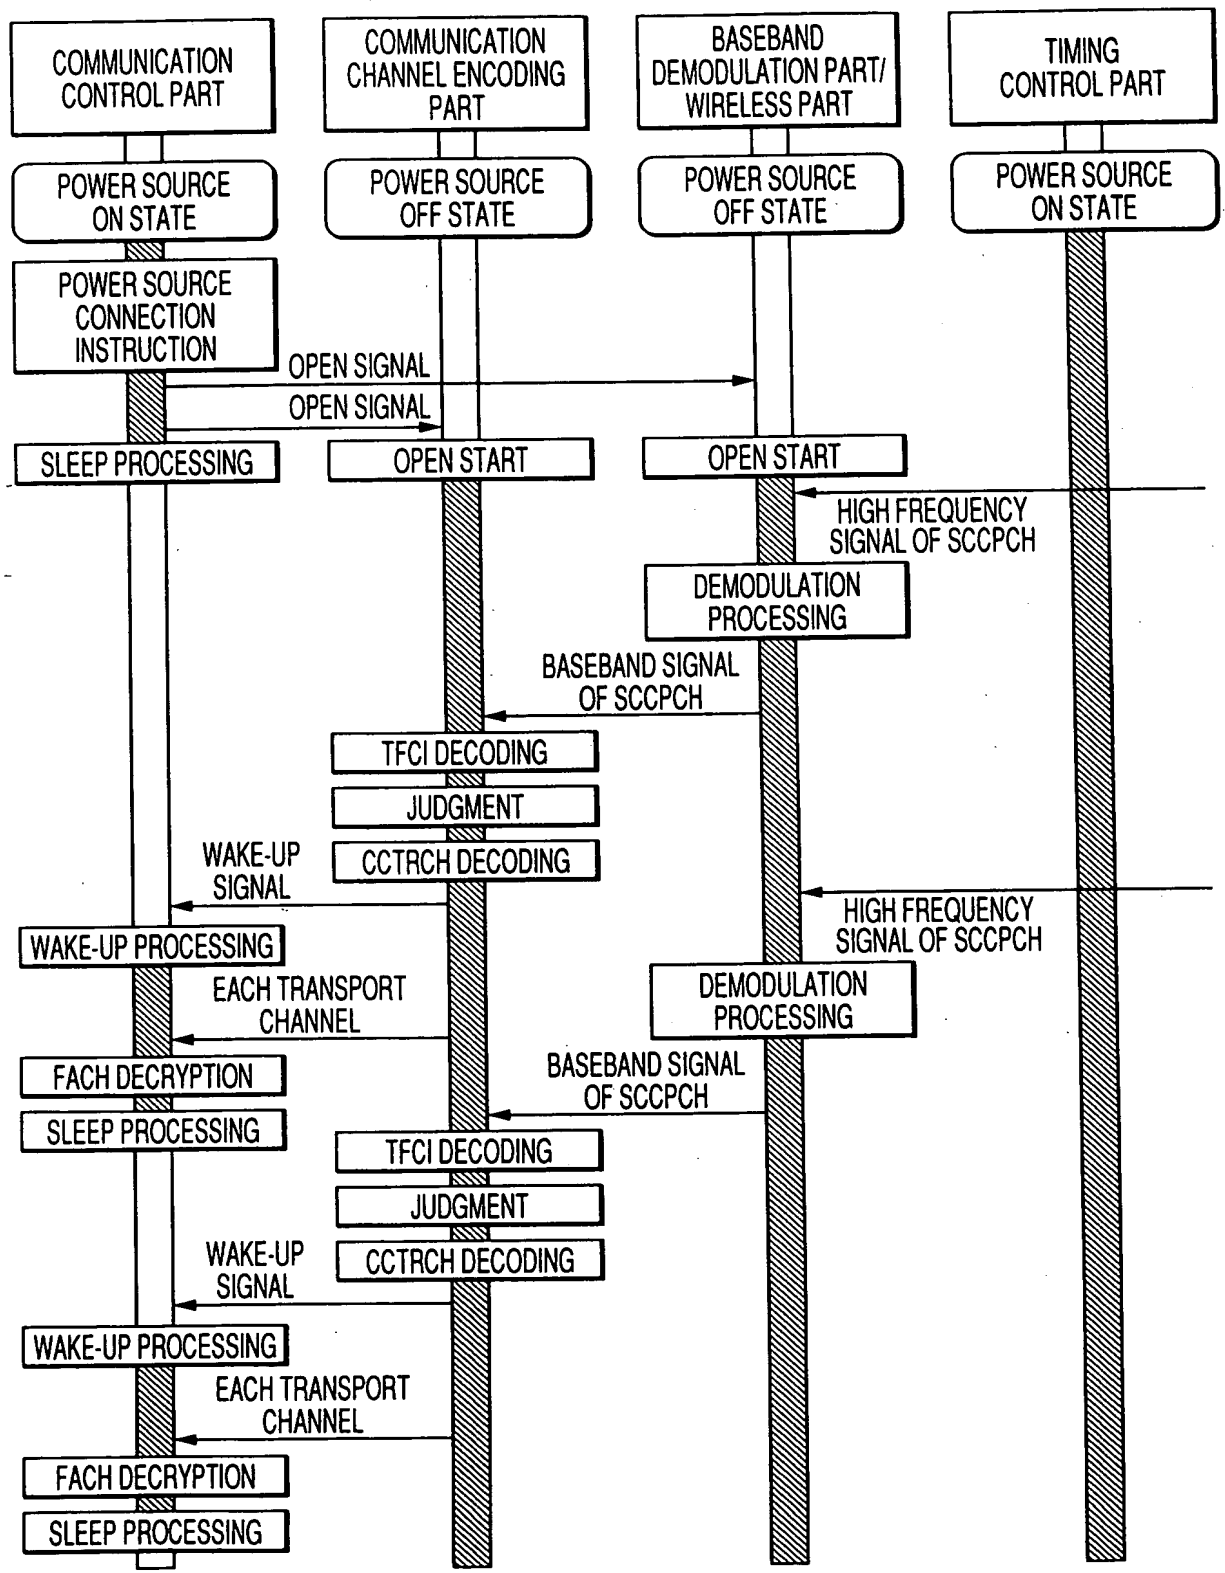 COMMUNICATION
CONTROL PART
COMMUNICATION
CHANNEL ENCODING
PART
BASEBAND
DEMODULATION PART/
WIRELESS PART
TIMING
CONTROL PART
POWER SOURCE
ON STATE
POWER SOURCE
OFF STATE
POWER SOURCE
OFF STATE
POWER SOURCE
ON STATE
POWER SOURCE
CONNECTION
INSTRUCTION
OPEN SIGNAL
OPEN SIGNAL
SLEEP PROCESSING
OPEN START
OPEN START
HIGH FREQUENCY
SIGNAL OF SCCPCH
DEMODULATION
PROCESSING
BASEBAND SIGNAL
OF SCCPCH
TFCI DECODING
JUDGMENT
CCTRCH DECODING
WAKE-UP
SIGNAL
HIGH FREQUENCY
SIGNAL OF SCCPCH
WAKE-UP PROCESSING
DEMODULATION
PROCESSING
EACH TRANSPORT
CHANNEL
FACH DECRYPTION
BASEBAND SIGNAL
OF SCCPCH
SLEEP PROCESSING
TFCI DECODING
JUDGMENT
CCTRCH DECODING
WAKE-UP
SIGNAL
WAKE-UP PROCESSING
EACH TRANSPORT
CHANNEL
FACH DECRYPTION
SLEEP PROCESSING